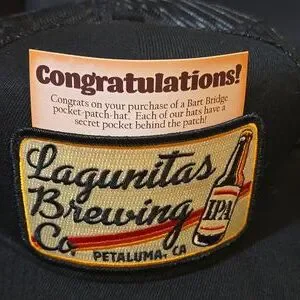 Congratulations!
Congrats on your purchase of a Bart Bridge
pocket-patch-hat. Each of our hats have a
secret pocket behind the patch!
Lagunitas
Brewing
Co.
IPA
PETALUMA, CA